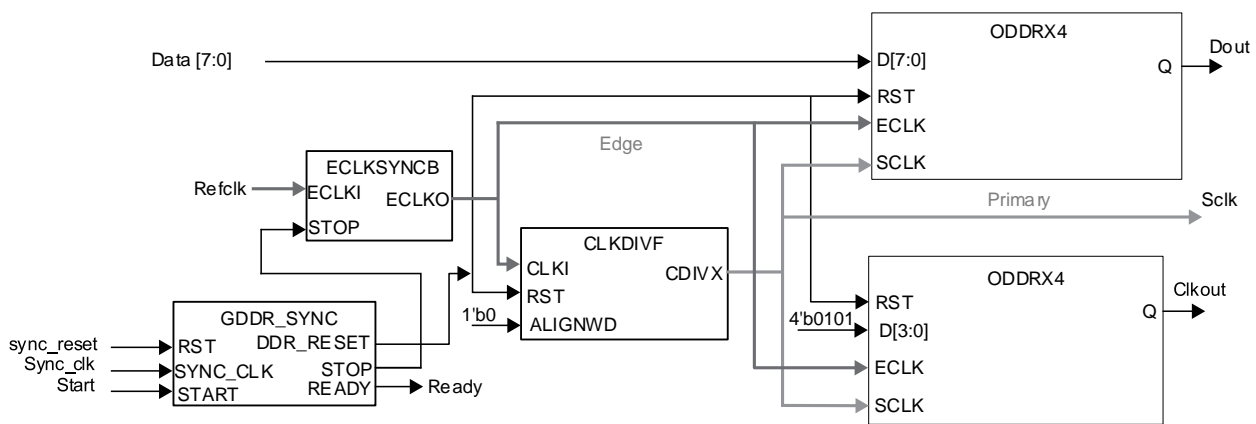 ODDRX4
Data [7:0]
D[7:0]
Q
Dout
RST
ECLK
Edge
SCLK
ECLKSYNCB
Refclk
ECLKI
ECLKO
STOP
Primary
Sclk
CLKDIVF
CLKI
CDIVX
RST
1'b0
ALIGNWD
ODDRX4
RST
Q
Clkout
4'b0101
D[3:0]
ECLK
SCLK
GDDR_SYNC
DDR_RESET
sync_reset
RST
Sync_clk
SYNC_CLK
STOP
Start
START
READY
Ready